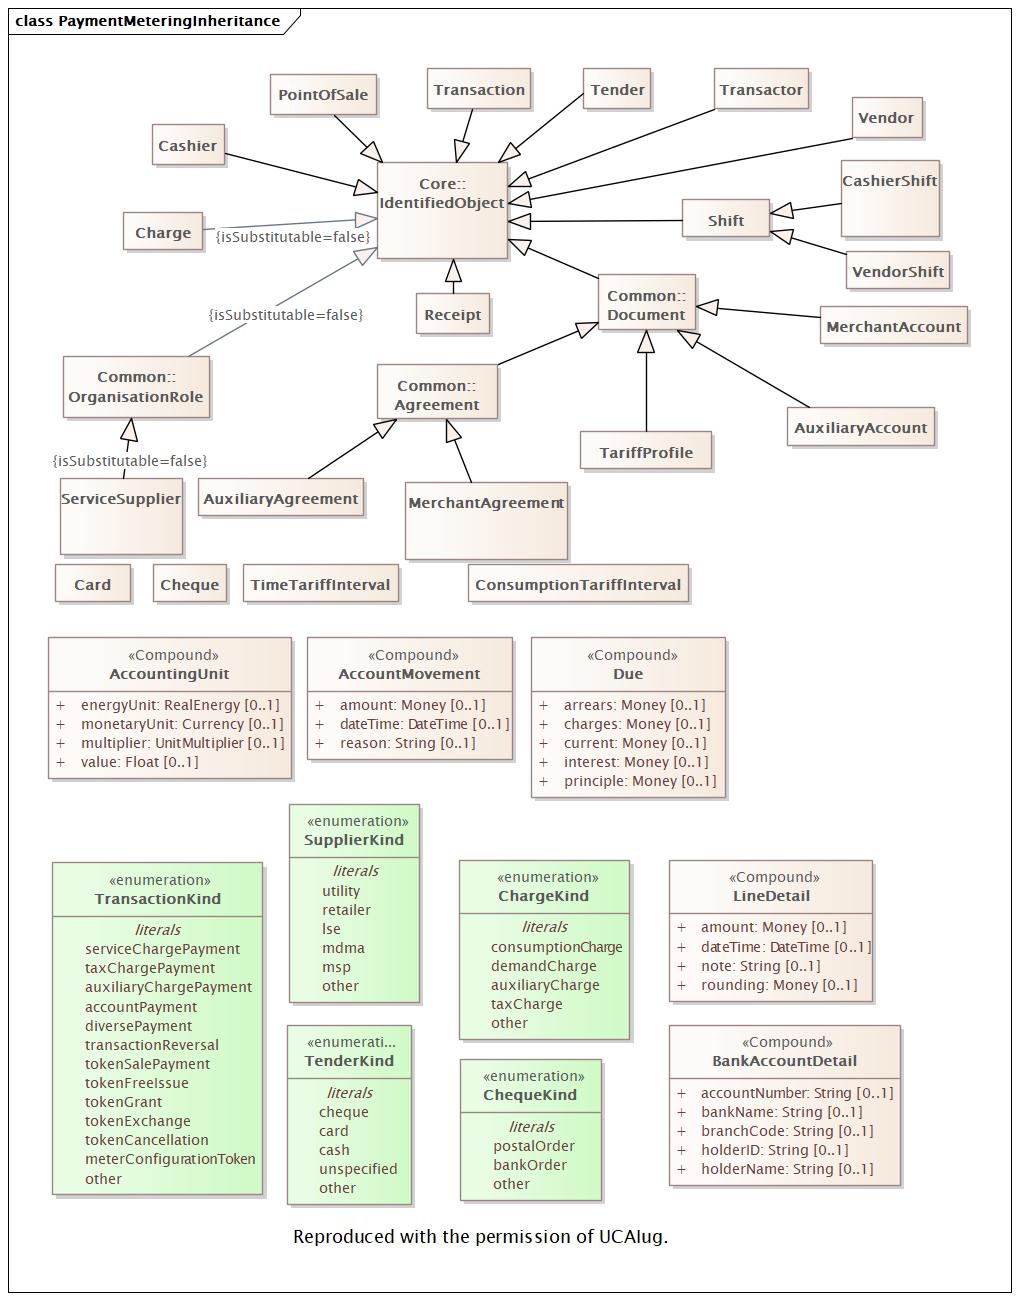 class PaymentMeteringInheritance
PointOfSale
Transaction
Tender
Transactor
Vendor
Cashier
Core::
IdentifiedObject
CashierShift
Charge
{isSubstitutable=false}
Shift
VendorShift
{isSubstitutable=false}
Receipt
Common::
Document
MerchantAccount
Common::
OrganisationRole
Common::
Agreement
AuxiliaryAccount
TariffProfile
{isSubstitutable=false}
ServiceSupplier
AuxiliaryAgreement
MerchantAgreement
Card
Cheque
TimeTariffInterval
ConsumptionTariffInterval
«Compound»
AccountingUnit
+ energyUnit: RealEnergy [0..1]
+ monetaryUnit: Currency [0..1]
+ multiplier: UnitMultiplier [0..1]
+ value: Float [0..1]
«Compound»
AccountMovement
+ amount: Money [0..1]
+ dateTime: DateTime [0..1]
+ reason: String [0..1]
«Compound»
Due
+ arrears: Money [0..1]
+ charges: Money [0..1]
+ current: Money [0..1]
+ interest: Money [0..1]
+ principle: Money [0..1]
«enumeration»
TransactionKind
literals
serviceChargePayment
taxChargePayment
auxiliaryChargePayment
accountPayment
diversePayment
transactionReversal
tokenSalePayment
tokenFreeIssue
tokenGrant
tokenExchange
tokenCancellation
meterConfigurationToken
other
«enumeration»
SupplierKind
literals
utility
retailer
lse
mdma
msp
other
«enumerati...
TenderKind
literals
cheque
card
cash
unspecified
other
«enumeration»
ChargeKind
literals
consumptionCharge
demandCharge
auxiliaryCharge
taxCharge
other
«enumeration»
ChequeKind
literals
postalOrder
bankOrder
other
«Compound»
LineDetail
+ amount: Money [0..1]
+ dateTime: DateTime [0..1]
+ note: String [0..1]
+ rounding: Money [0..1]
«Compound»
BankAccountDetail
+ accountNumber: String [0..1]
+ bankName: String [0..1]
+ branchCode: String [0..1]
+ holderID: String [0..1]
+ holderName: String [0..1]
Reproduced with the permission of UCAIug.